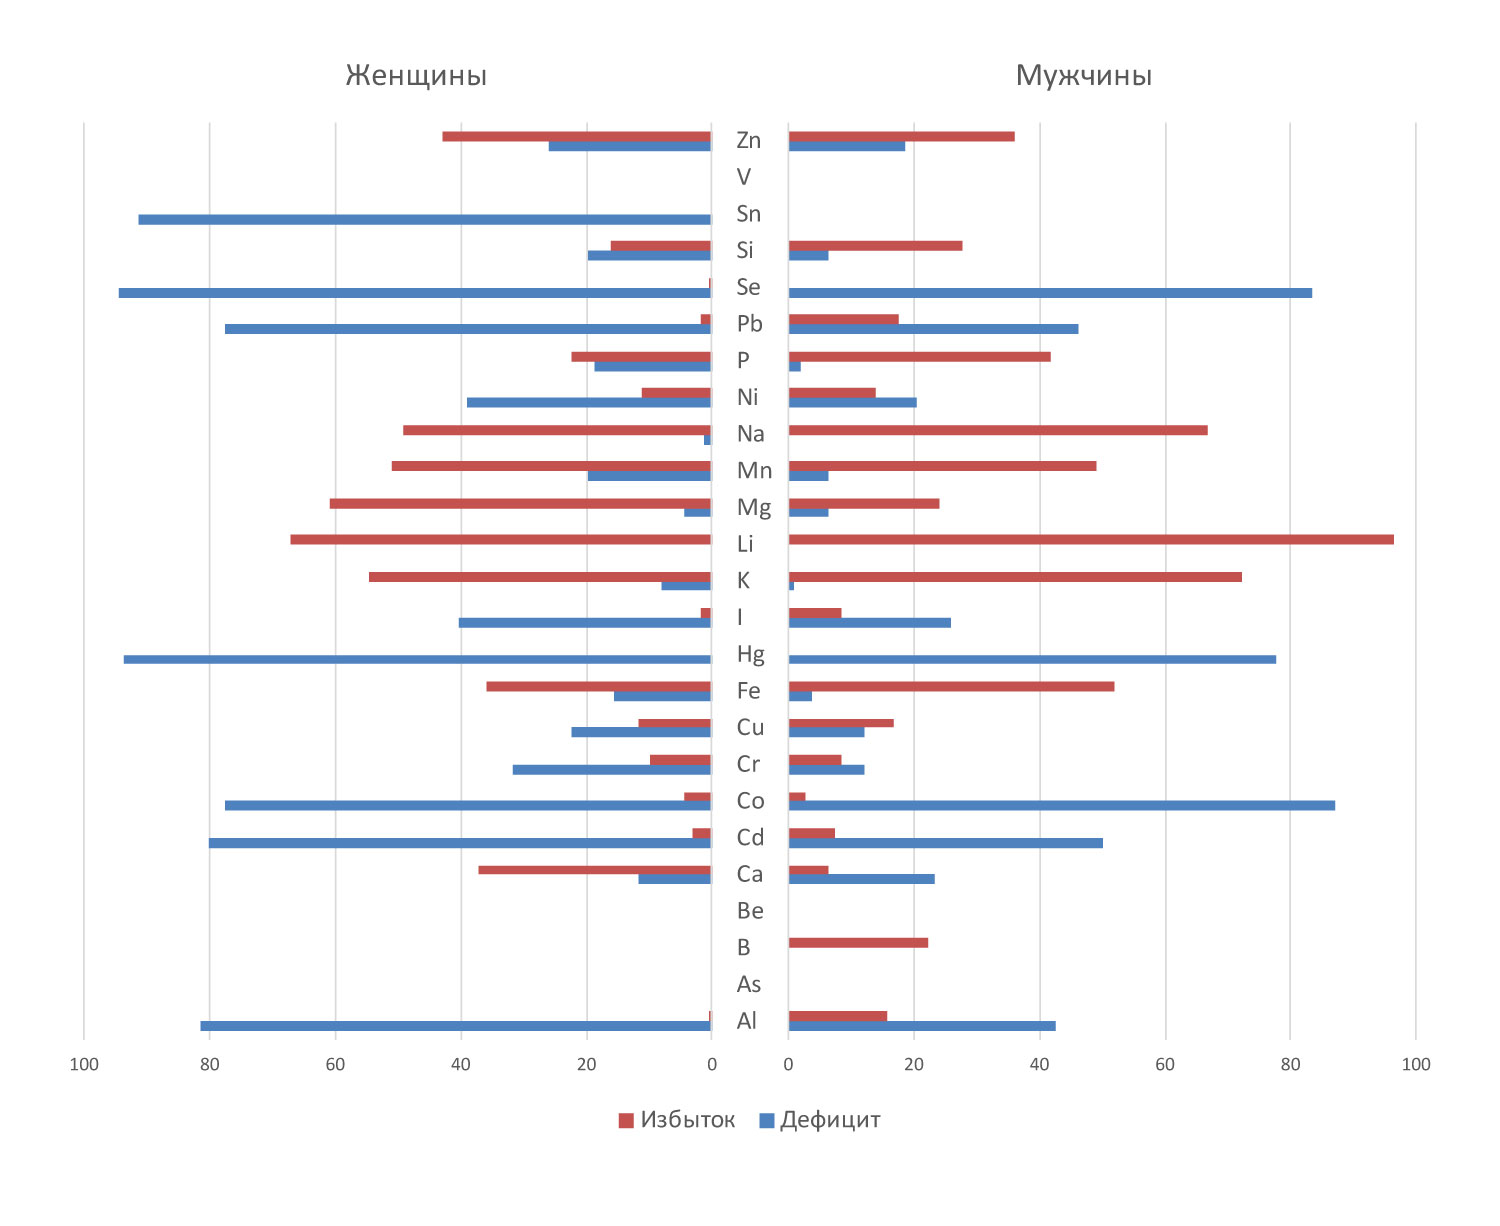 Женщины Мужчины
Zn
V
Sn
Si
Se
Pb
P
Ni
Na
Mn
Mg
Li
K
I
Hg
Fe
Cu
Cr
Co
Cd
Ca
Be
B
As
Al
100 80 60 40 20 0 0 20 40 60 80 100
Избыток Дефицит